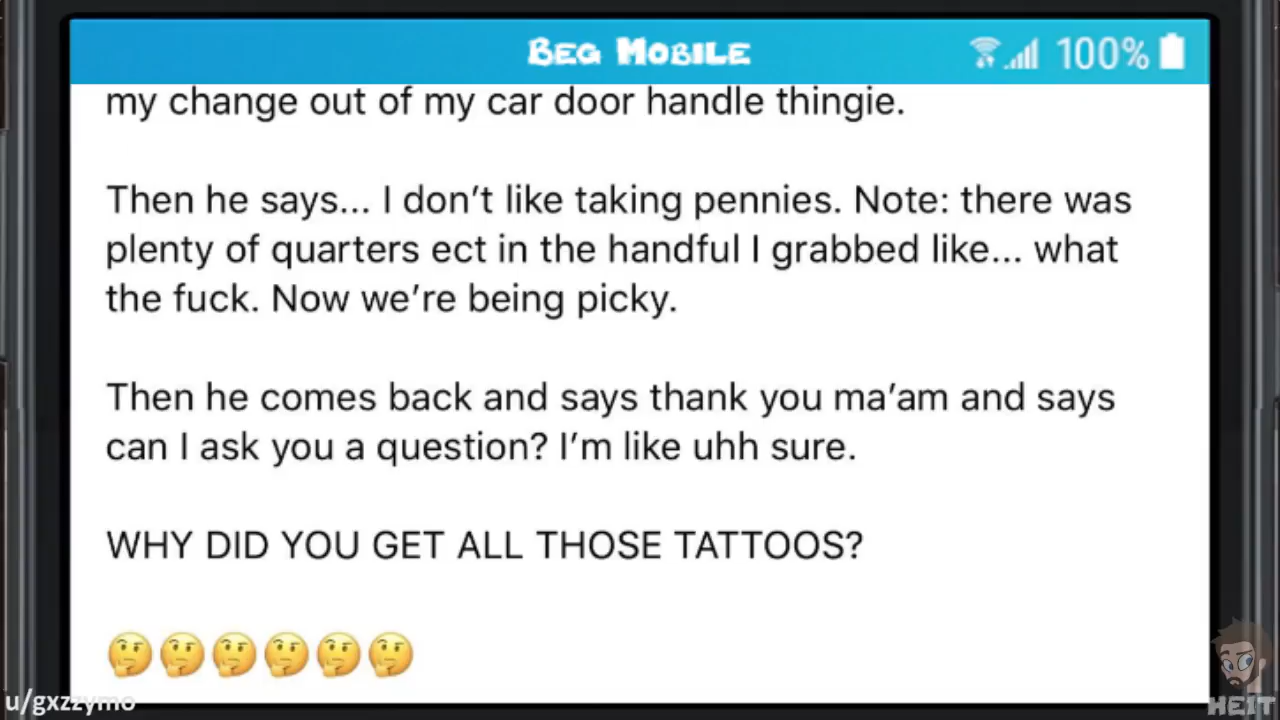 BEG MOBILE
100%
my change out of my car door handle thingie.
Then he says... I don’t like taking pennies. Note: there was
plenty of quarters ect in the handful I grabbed like... what
the fuck. Now we’re being picky.
Then he comes back and says thank you ma’am and says
can I ask you a question? I’m like uhh sure.
WHY DID YOU GET ALL THOSE TATTOOS?
u/gxzzymo
HEIT